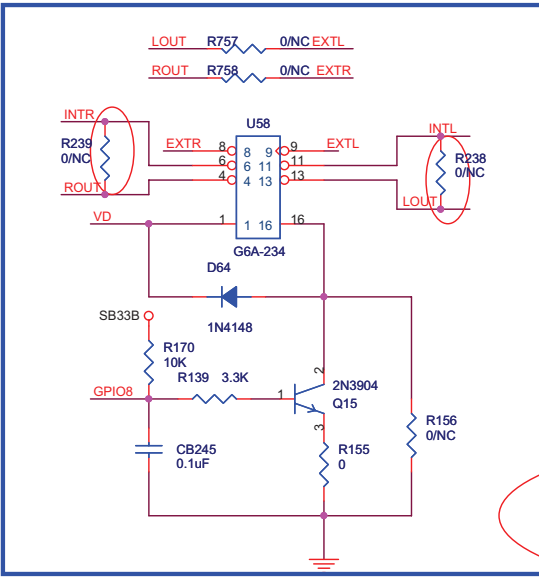 LOUT R757 0/NC EXTL
ROUT R758 0/NC EXTR
INTR
U58
INTL
R239
0/NC
EXTR 8 8 9 9 EXTL
6 6 11 11
R238
0/NC
ROUT 4 4 13 13
LOUT
VD 1 1 16 16
G6A-234
D64
1N4148
SB33B
R170
10K
R139 3.3K
2
GPIO8 1
2N3904
Q15
3
R156
0/NC
CB245
0.1uF
R155
0